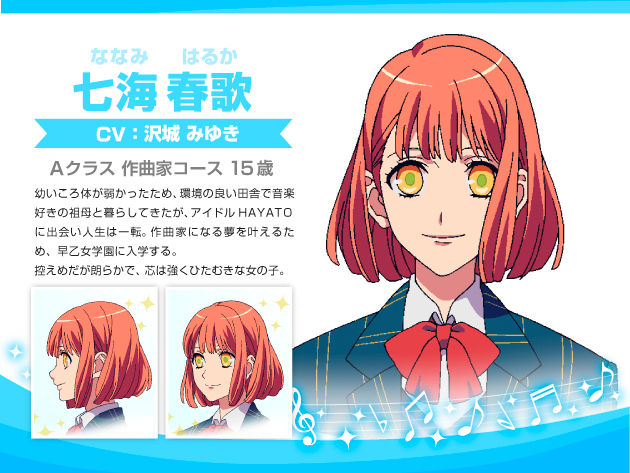 ななみ はるか
七海 春歌
CV：沢城 みゆき
Aクラス 作曲家コース 15歳
幼いころ体が弱かったため、環境の良い田舎で音楽
好きの祖母と暮らしてきたが、アイドルHAYATO
に出会い人生は一転。作曲家になる夢を叶えるた
め、早乙女学園に入学する。
控えめだが朗らかで、芯は強くひたむきな女の子。